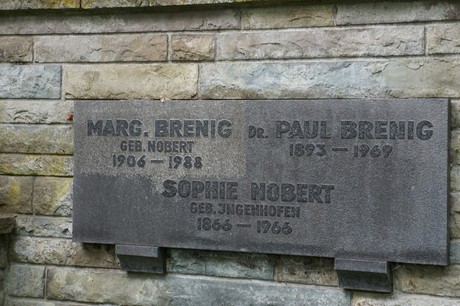 MARG. BRENIG
GEB. NOBERT
1906 — 1988
DR. PAUL BRENIG
1893 — 1969
SOPHIE NOBERT
GEB. JNGENHOFEN
1866 — 1966